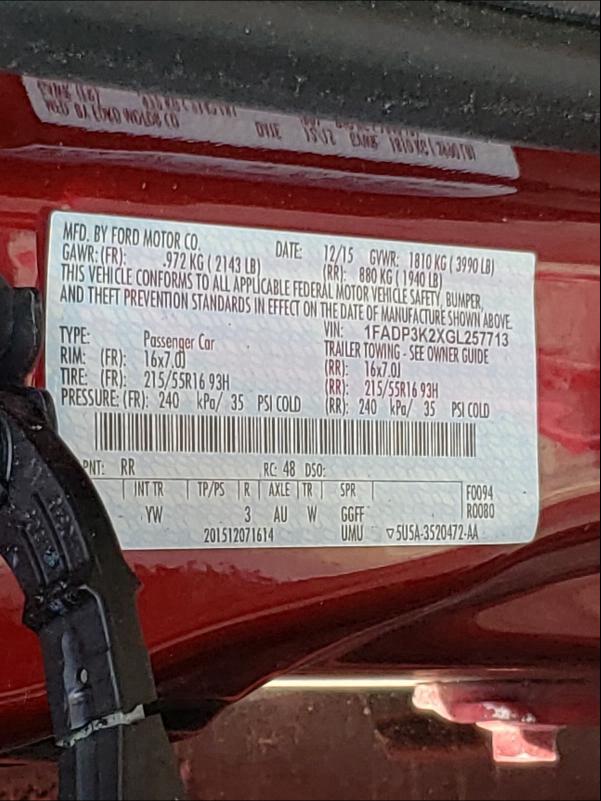 MFD. BY FORD MOTOR CO. DATE: 12/15 GVWR: 1810 KG ( 3990 LB)
GAWR: (FR): 972 KG ( 2143 LB) (RR): 880 KG ( 1940 LB)
THIS VEHICLE CONFORMS TO ALL APPLICABLE FEDERAL MOTOR VEHICLE SAFETY, BUMPER,
AND THEFT PREVENTION STANDARDS IN EFFECT ON THE DATE OF MANUFACTURE SHOWN ABOVE.
VIN: 1FADP3K2XGL257713
TYPE: Passenger Car TRAILER TOWING - SEE OWNER GUIDE
RIM: (FR): 16x7.0J (RR): 16x7.0J
TIRE: (FR): 215/55R16 93H (RR): 215/55R16 93H
PRESSURE: (FR): 240 kPa/ 35 PSI COLD (RR): 240 kPa/ 35 PSI COLD
PNT: RR RC: 48 DSO:
INT TR TP/PS R AXLE TR SPR F0094
YW 3 AU W GGFF R0080
201512071614 UMU ▽5U5A-3520472-AA